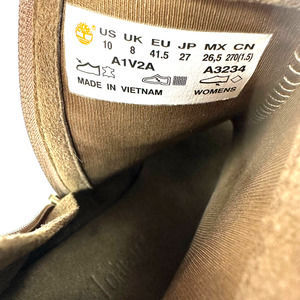 US UK EU JP MX CN
10 8 41.5 27 26,5 270(1.5)
A1V2A A3234
MADE IN VIETNAM WOMENS